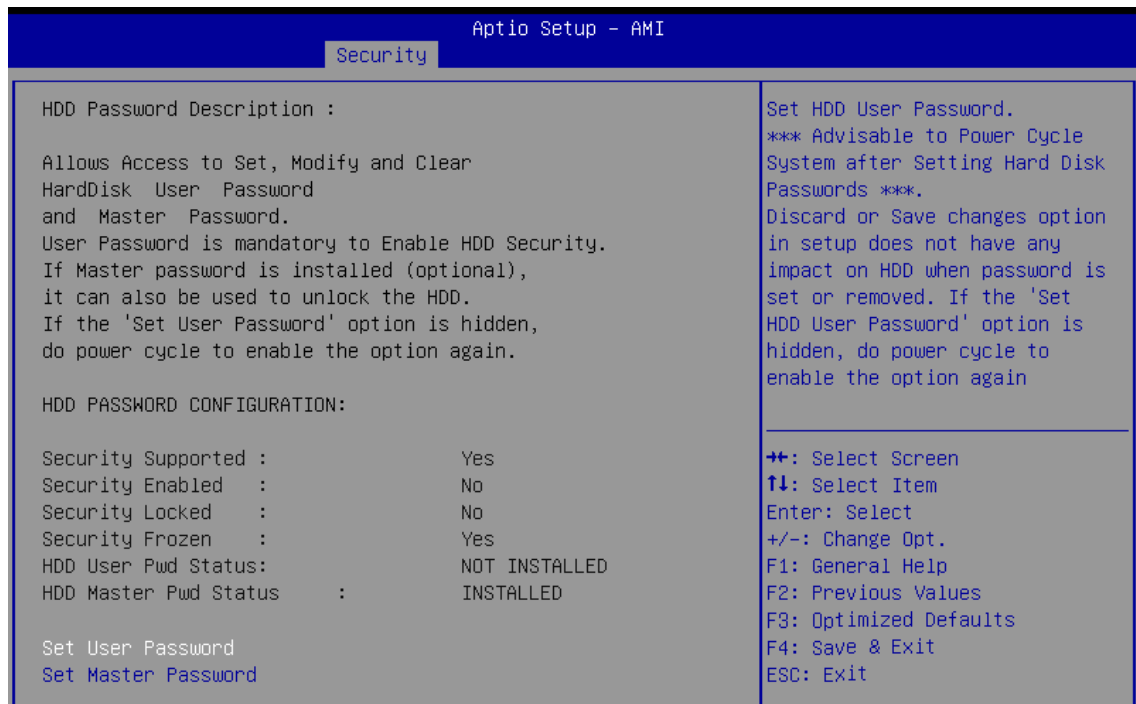 Aptio Setup – AMI
Security
HDD Password Description :
Allows Access to Set, Modify and Clear
HardDisk User Password
and Master Password.
User Password is mandatory to Enable HDD Security.
If Master password is installed (optional),
it can also be used to unlock the HDD.
If the 'Set User Password' option is hidden,
do power cycle to enable the option again.
HDD PASSWORD CONFIGURATION:
Security Supported : Yes
Security Enabled : No
Security Locked : No
Security Frozen : Yes
HDD User Pwd Status: NOT INSTALLED
HDD Master Pwd Status : INSTALLED
Set User Password
Set Master Password
Set HDD User Password.
*** Advisable to Power Cycle
System after Setting Hard Disk
Passwords ***.
Discard or Save changes option
in setup does not have any
impact on HDD when password is
set or removed. If the 'Set
HDD User Password' option is
hidden, do power cycle to
enable the option again
→←: Select Screen
↑↓: Select Item
Enter: Select
+/-: Change Opt.
F1: General Help
F2: Previous Values
F3: Optimized Defaults
F4: Save & Exit
ESC: Exit